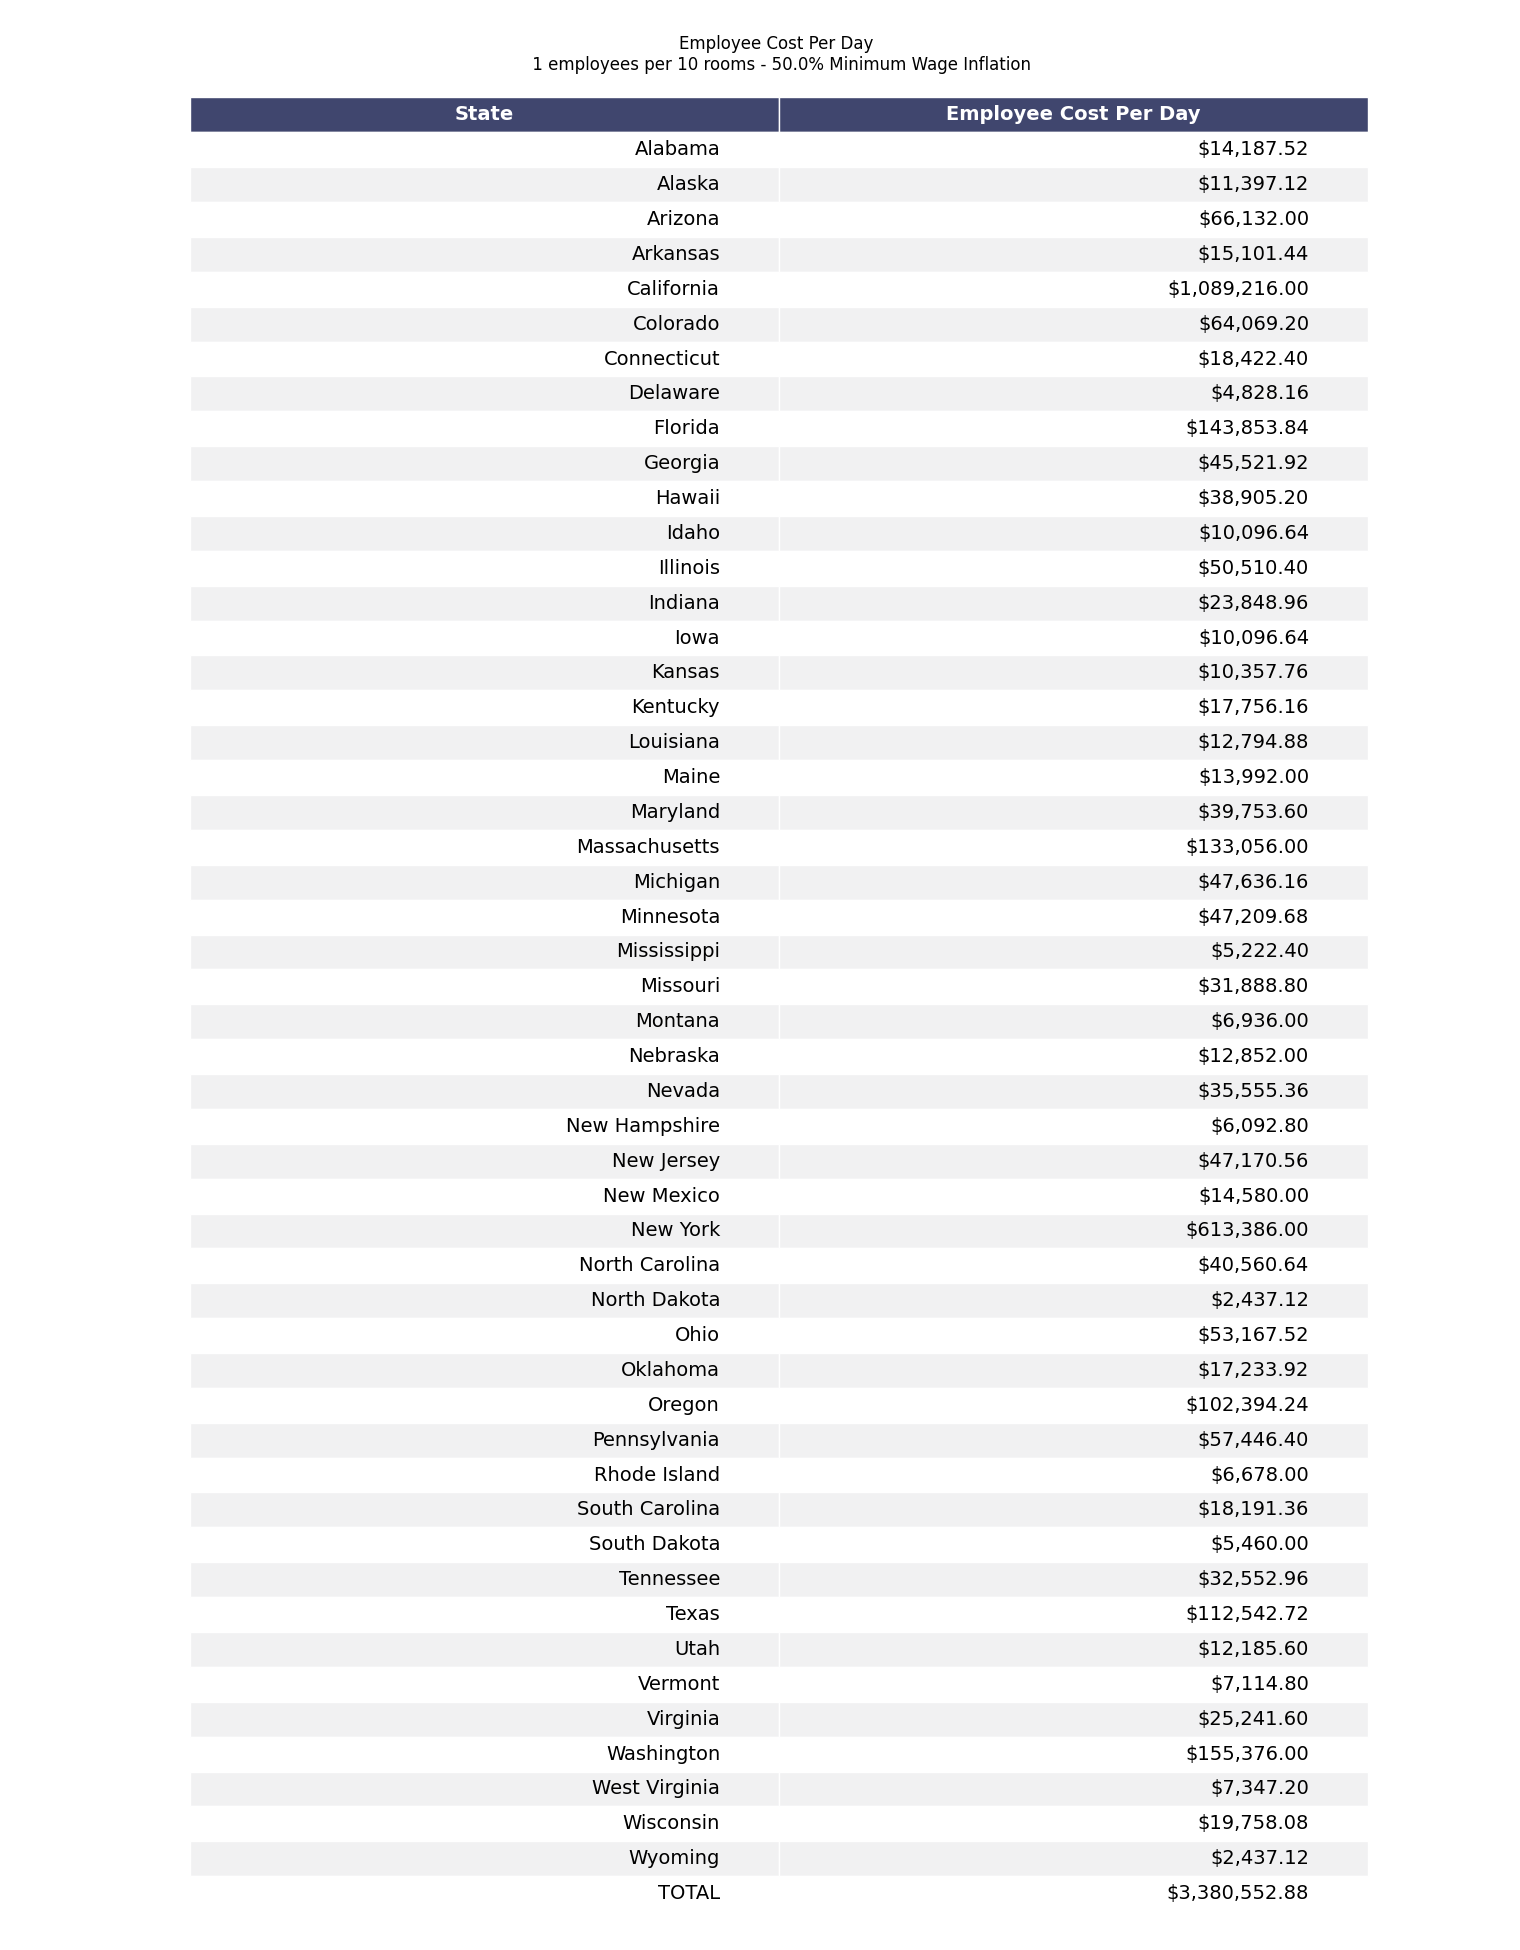 Employee Cost Per Day
1 employees per 10 rooms - 50.0% Minimum Wage Inflation
State Employee Cost Per Day
Alabama $14,187.52
Alaska $11,397.12
Arizona $66,132.00
Arkansas $15,101.44
California $1,089,216.00
Colorado $64,069.20
Connecticut $18,422.40
Delaware $4,828.16
Florida $143,853.84
Georgia $45,521.92
Hawaii $38,905.20
Idaho $10,096.64
Illinois $50,510.40
Indiana $23,848.96
Iowa $10,096.64
Kansas $10,357.76
Kentucky $17,756.16
Louisiana $12,794.88
Maine $13,992.00
Maryland $39,753.60
Massachusetts $133,056.00
Michigan $47,636.16
Minnesota $47,209.68
Mississippi $5,222.40
Missouri $31,888.80
Montana $6,936.00
Nebraska $12,852.00
Nevada $35,555.36
New Hampshire $6,092.80
New Jersey $47,170.56
New Mexico $14,580.00
New York $613,386.00
North Carolina $40,560.64
North Dakota $2,437.12
Ohio $53,167.52
Oklahoma $17,233.92
Oregon $102,394.24
Pennsylvania $57,446.40
Rhode Island $6,678.00
South Carolina $18,191.36
South Dakota $5,460.00
Tennessee $32,552.96
Texas $112,542.72
Utah $12,185.60
Vermont $7,114.80
Virginia $25,241.60
Washington $155,376.00
West Virginia $7,347.20
Wisconsin $19,758.08
Wyoming $2,437.12
TOTAL $3,380,552.88